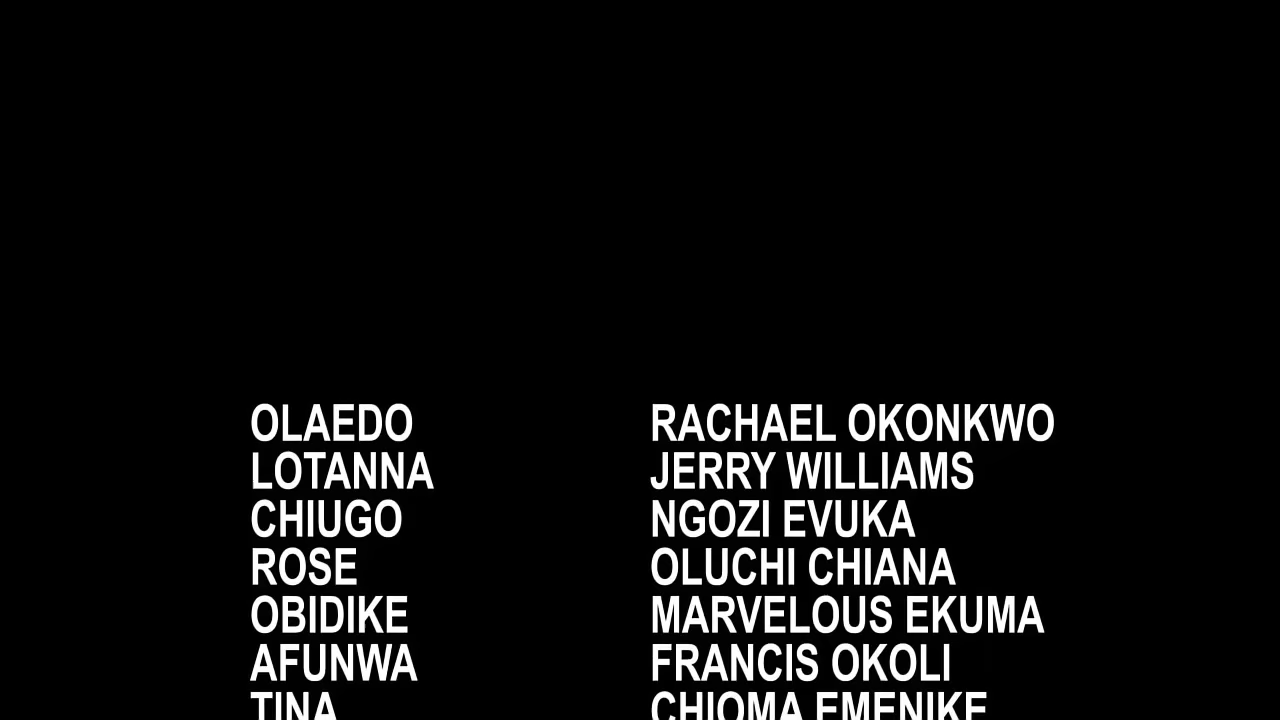 OLAEDO RACHAEL OKONKWO
LOTANNA JERRY WILLIAMS
CHIUGO NGOZI EVUKA
ROSE OLUCHI CHIANA
OBIDIKE MARVELOUS EKUMA
AFUNWA FRANCIS OKOLI
TINA CHIOMA EMENIKE